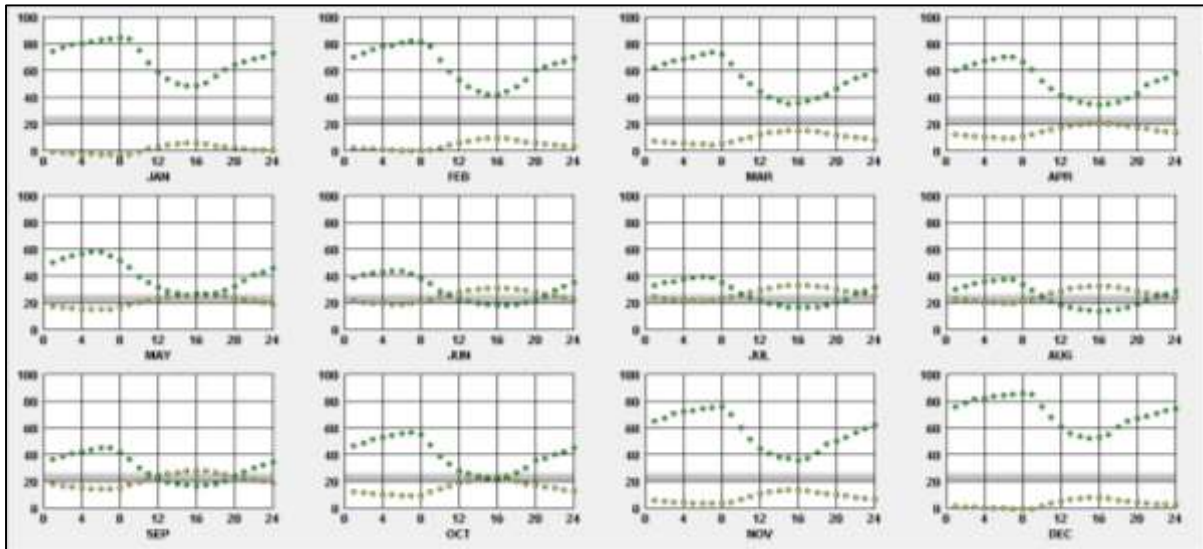 100 100 100 100
80 80 80 80
60 60 60 60
40 40 40 40
20 20 20 20
0 0 0 0
0 4 8 12 16 20 24 0 4 8 12 16 20 24 0 4 8 12 16 20 24 0 4 8 12 16 20 24
JAN FEB MAR APR
100 100 100 100
80 80 80 80
60 60 60 60
40 40 40 40
20 20 20 20
0 0 0 0
0 4 8 12 16 20 24 0 4 8 12 16 20 24 0 4 8 12 16 20 24 0 4 8 12 16 20 24
MAY JUN JUL AUG
100 100 100 100
80 80 80 80
60 60 60 60
40 40 40 40
20 20 20 20
0 0 0 0
0 4 8 12 16 20 24 0 4 8 12 16 20 24 0 4 8 12 16 20 24 0 4 8 12 16 20 24
SEP OCT NOV DEC